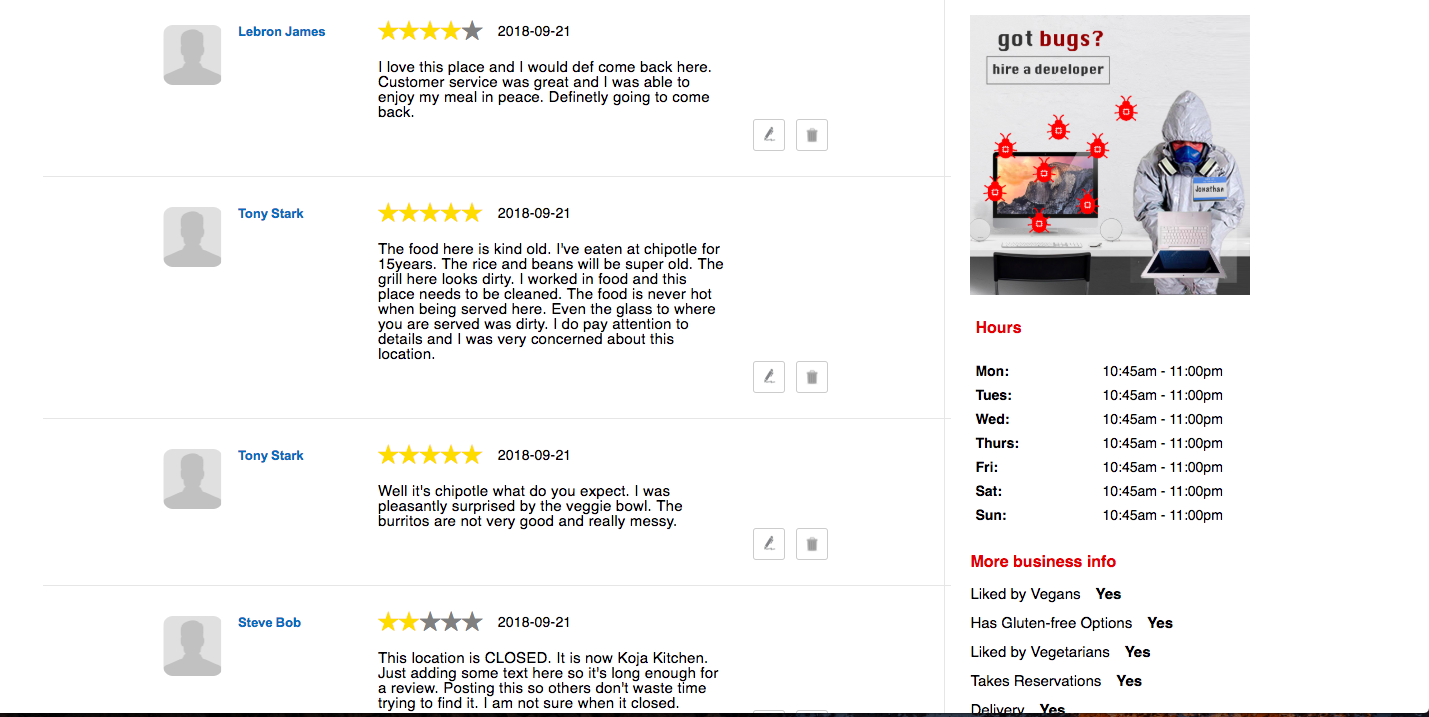 Lebron James
2018-09-21
I love this place and I would def come back here.
Customer service was great and I was able to
enjoy my meal in peace. Definetly going to come
back.
Tony Stark
2018-09-21
The food here is kind old. I've eaten at chipotle for
15years. The rice and beans will be super old. The
grill here looks dirty. I worked in food and this
place needs to be cleaned. The food is never hot
when being served here. Even the glass to where
you are served was dirty. I do pay attention to
details and I was very concerned about this
location.
Tony Stark
2018-09-21
Well it's chipotle what do you expect. I was
pleasantly surprised by the veggie bowl. The
burritos are not very good and really messy.
Steve Bob
2018-09-21
This location is CLOSED. It is now Koja Kitchen.
Just adding some text here so it's long enough for
a review. Posting this so others don't waste time
trying to find it. I am not sure when it closed.
got bugs?
hire a developer
Jonathan
Hours
Mon: 10:45am - 11:00pm
Tues: 10:45am - 11:00pm
Wed: 10:45am - 11:00pm
Thurs: 10:45am - 11:00pm
Fri: 10:45am - 11:00pm
Sat: 10:45am - 11:00pm
Sun: 10:45am - 11:00pm
More business info
Liked by Vegans Yes
Has Gluten-free Options Yes
Liked by Vegetarians Yes
Takes Reservations Yes
Delivery Yes